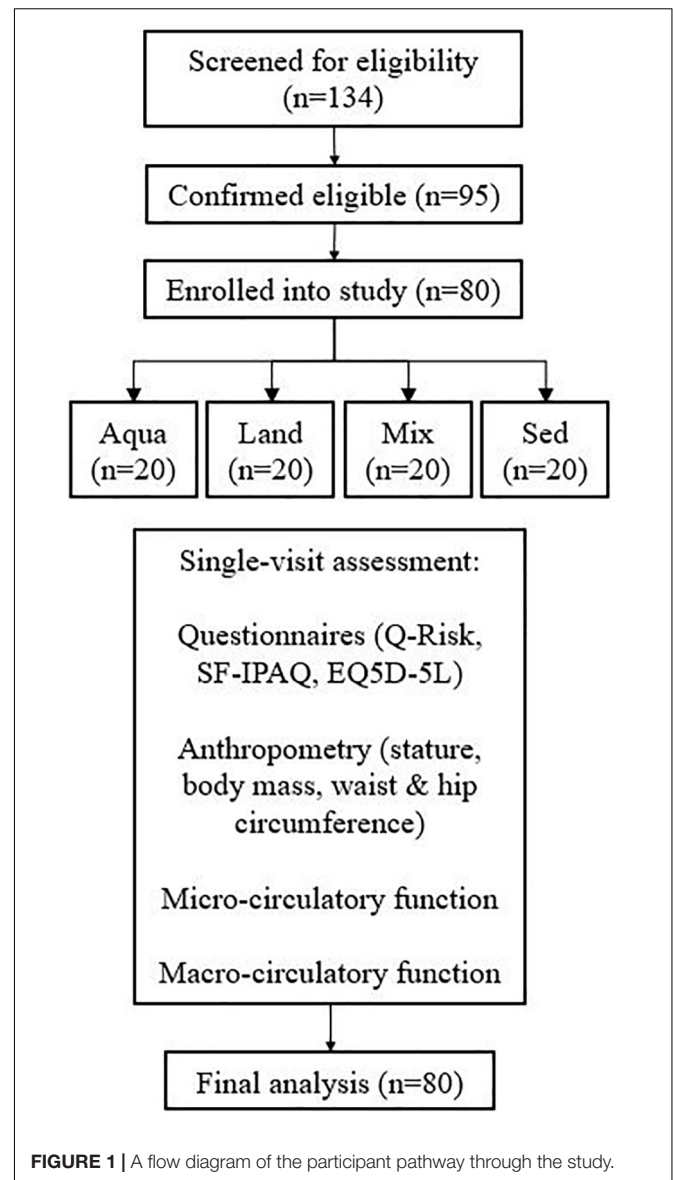 Screened for eligibility
(n=134)
Confirmed eligible (n=95)
Enrolled into study (n=80)
Aqua
(n=20)
Land
(n=20)
Mix
(n=20)
Sed
(n=20)
Single-visit assessment:
Questionnaires (Q-Risk,
SF-IPAQ, EQ5D-5L)
Anthropometry (stature,
body mass, waist & hip
circumference)
Micro-circulatory function
Macro-circulatory function
Final analysis (n=80)
FIGURE 1 | A flow diagram of the participant pathway through the study.